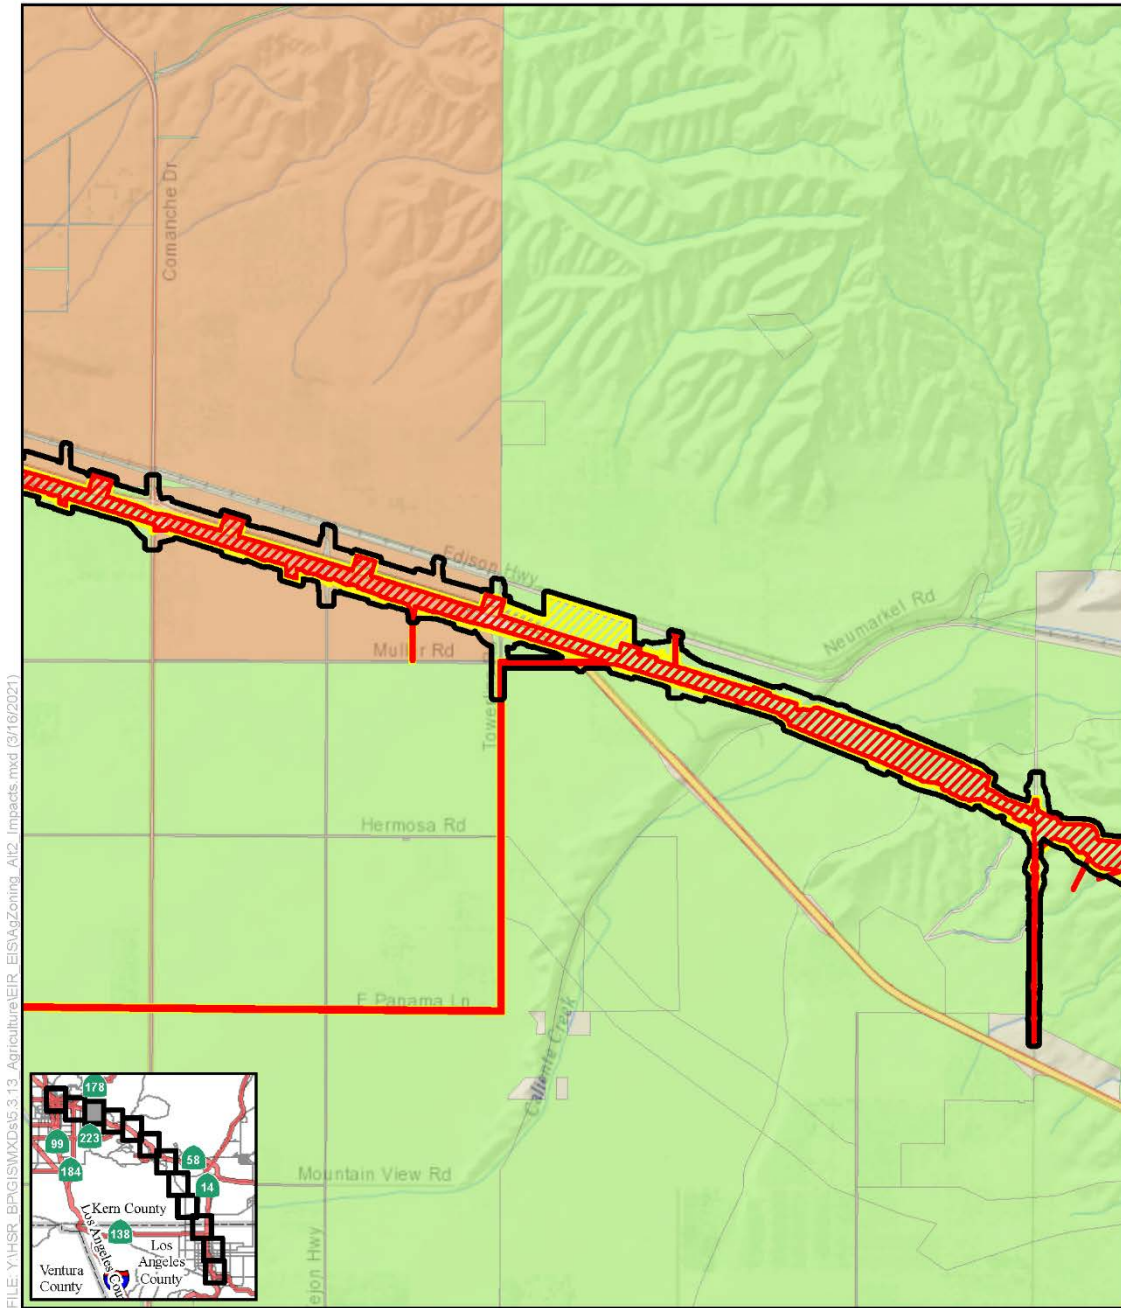 Comanche Dr
Edison Hwy
Neumarket Rd
Muller Rd
Hermosa Rd
E Panama Ln
Caliente Creek
Mountain View Rd
ejon Hwy
178
99
223
184
58
14
Kern County
138
Los
Angeles
County
Ventura
County
FILE: Y:\HSR_BP\GIS\MXDs\5.3.13_Agriculture\EIR_EIS\AgZoning_Alt2_Impacts.mxd (3/16/2021)